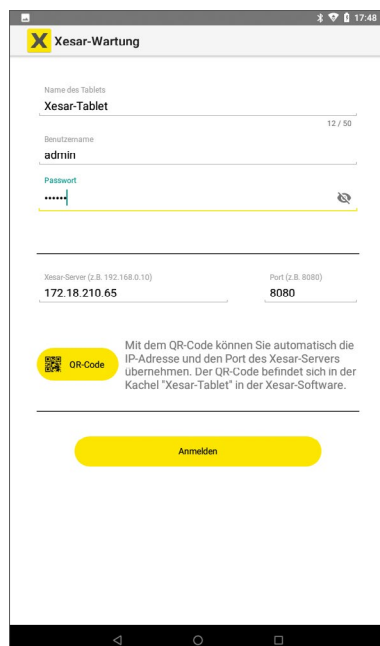 17:48
X Xesar-Wartung
Name des Tablets
Xesar-Tablet
12 / 50
Benutzername
admin
Passwort
••••••
Xesar-Server (z.B. 192.168.0.10) Port (z.B. 8080)
172.18.210.65 8080
Mit dem QR-Code können Sie automatisch die
IP-Adresse und den Port des Xesar-Servers
übernehmen. Der QR-Code befindet sich in der
Kachel "Xesar-Tablet" in der Xesar-Software.
QR-Code
Anmelden